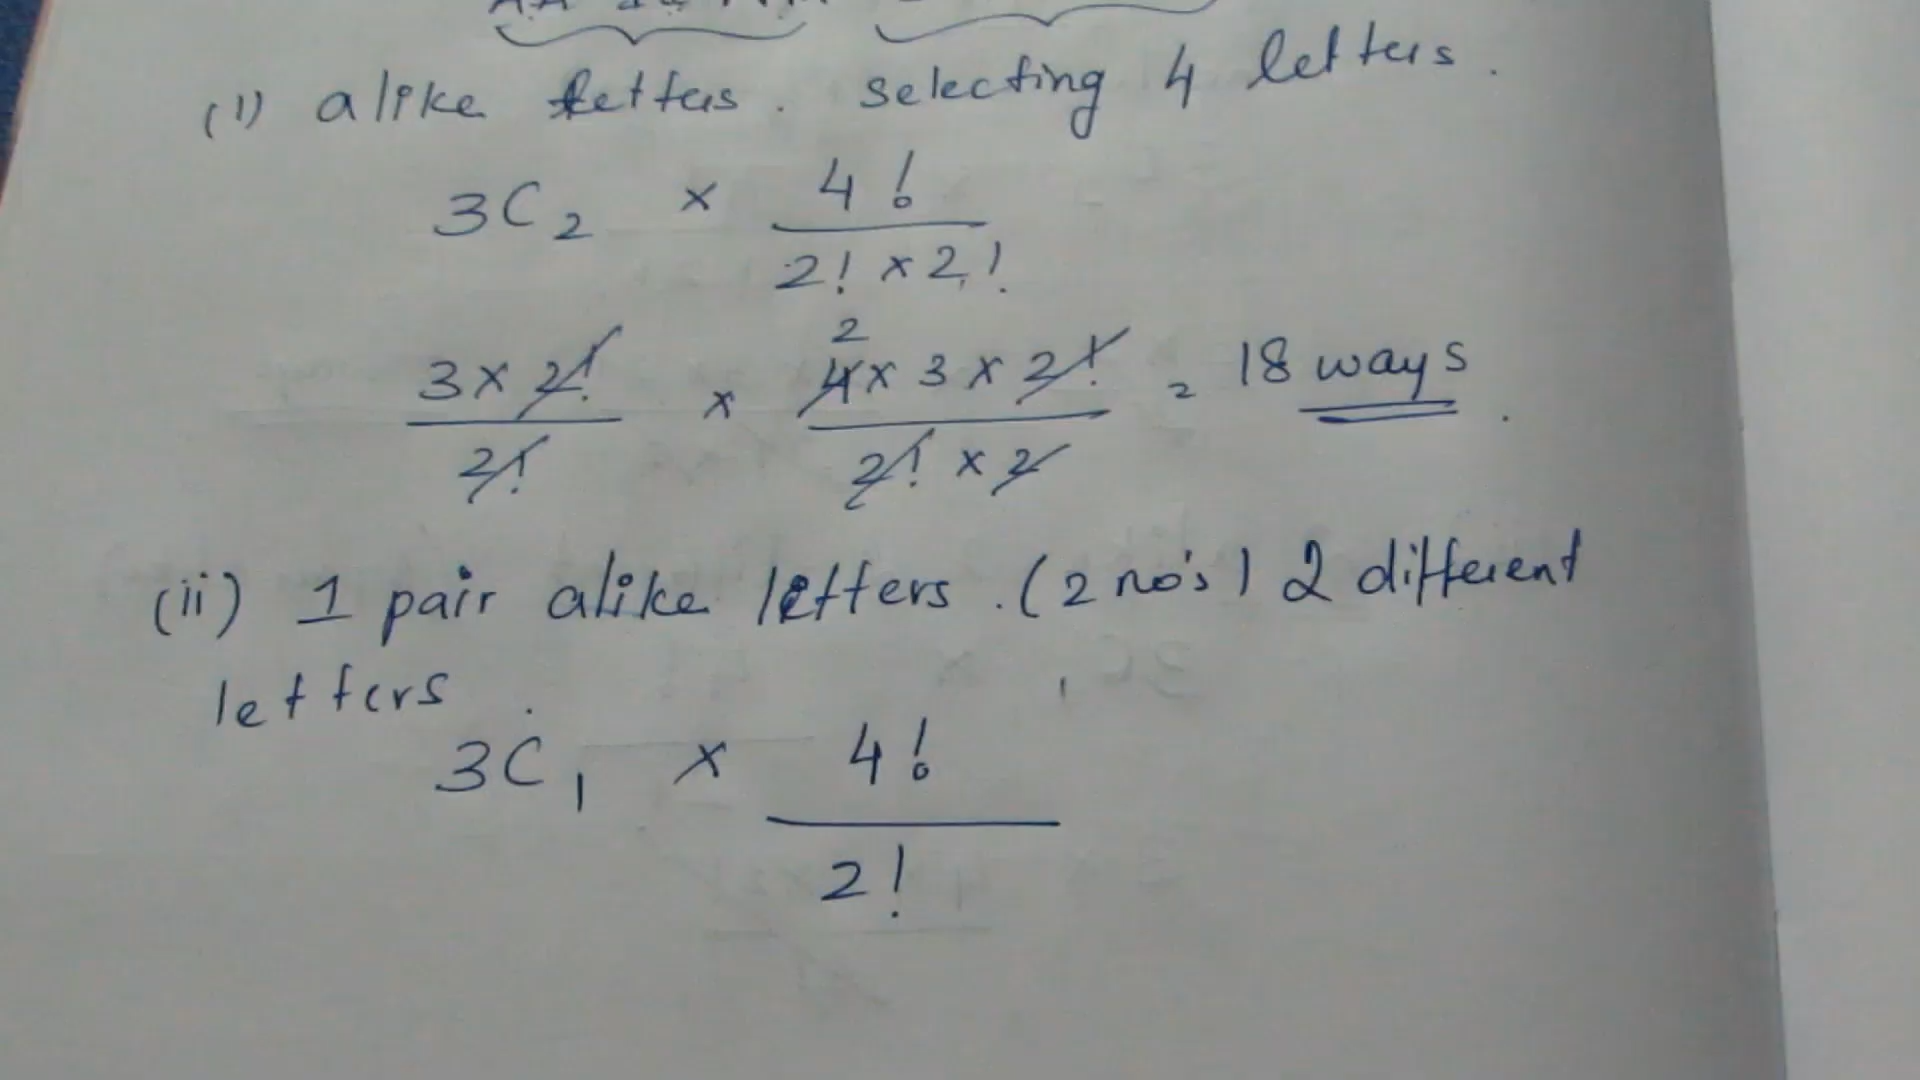 (i) alike letters. selecting 4 letters.
3C2 × 4! / 2! × 2!
3 × 2! / 2! × 2 4 × 3 × 2! / 2! × 2 = 18 ways.
(ii) 1 pair alike letters. (2 no's) 2 different
letters.
3C1 × 4! / 2!